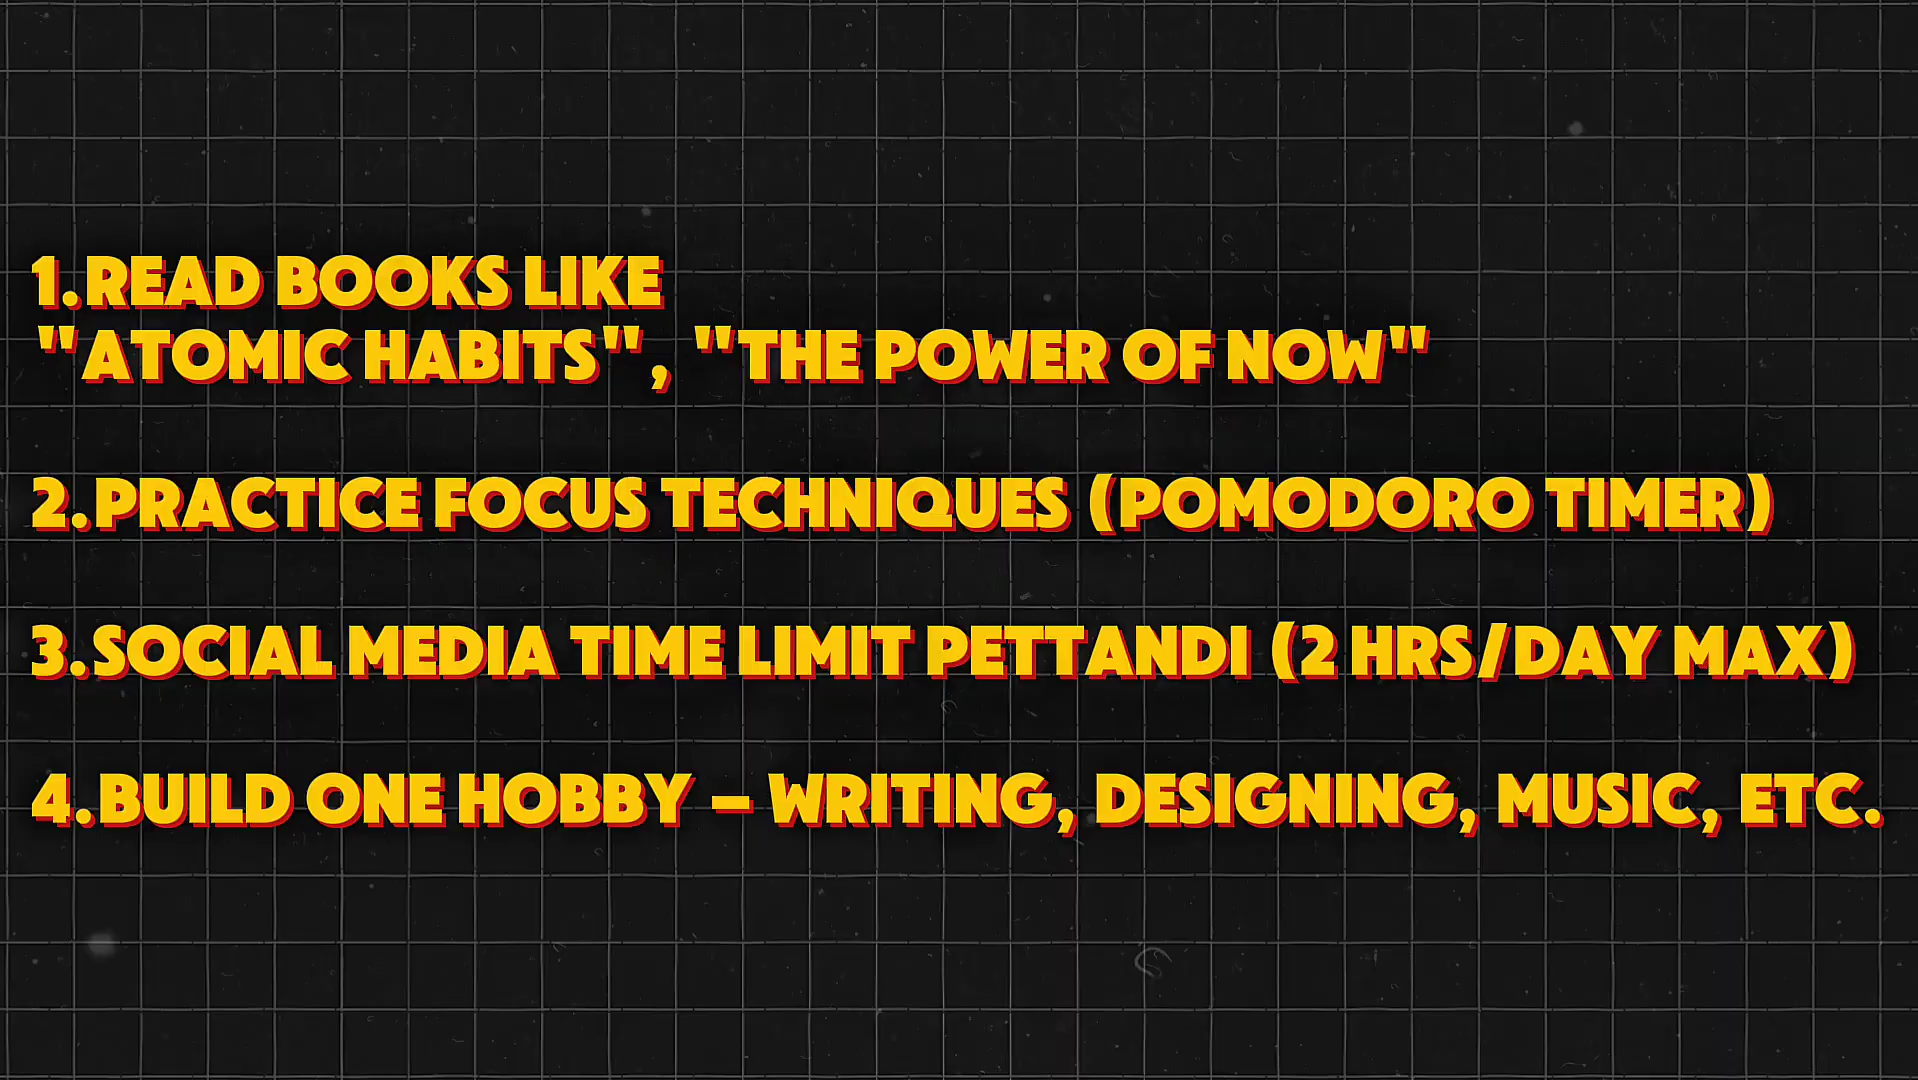 1.READ BOOKS LIKE
"ATOMIC HABITS", "THE POWER OF NOW"
2.PRACTICE FOCUS TECHNIQUES (POMODORO TIMER)
3.SOCIAL MEDIA TIME LIMIT PETTANDI (2 HRS/DAY MAX)
4.BUILD ONE HOBBY – WRITING, DESIGNING, MUSIC, ETC.